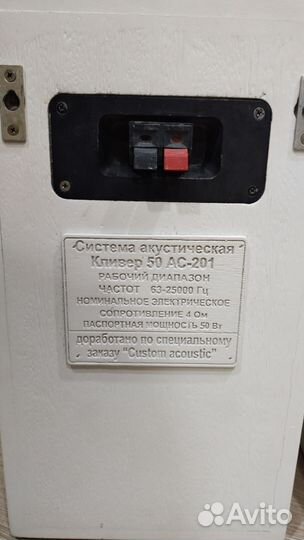 Система акустическая
Кливер 50 АС-201
РАБОЧИЙ ДИАПАЗОН
ЧАСТОТ 63-25000 Гц
НОМИНАЛЬНОЕ ЭЛЕКТРИЧЕСКОЕ
СОПРОТИВЛЕНИЕ 4 Ом
ПАСПОРТНАЯ МОЩНОСТЬ 50 Вт
доработано по специальному
заказу "Custom acoustic"
Avito